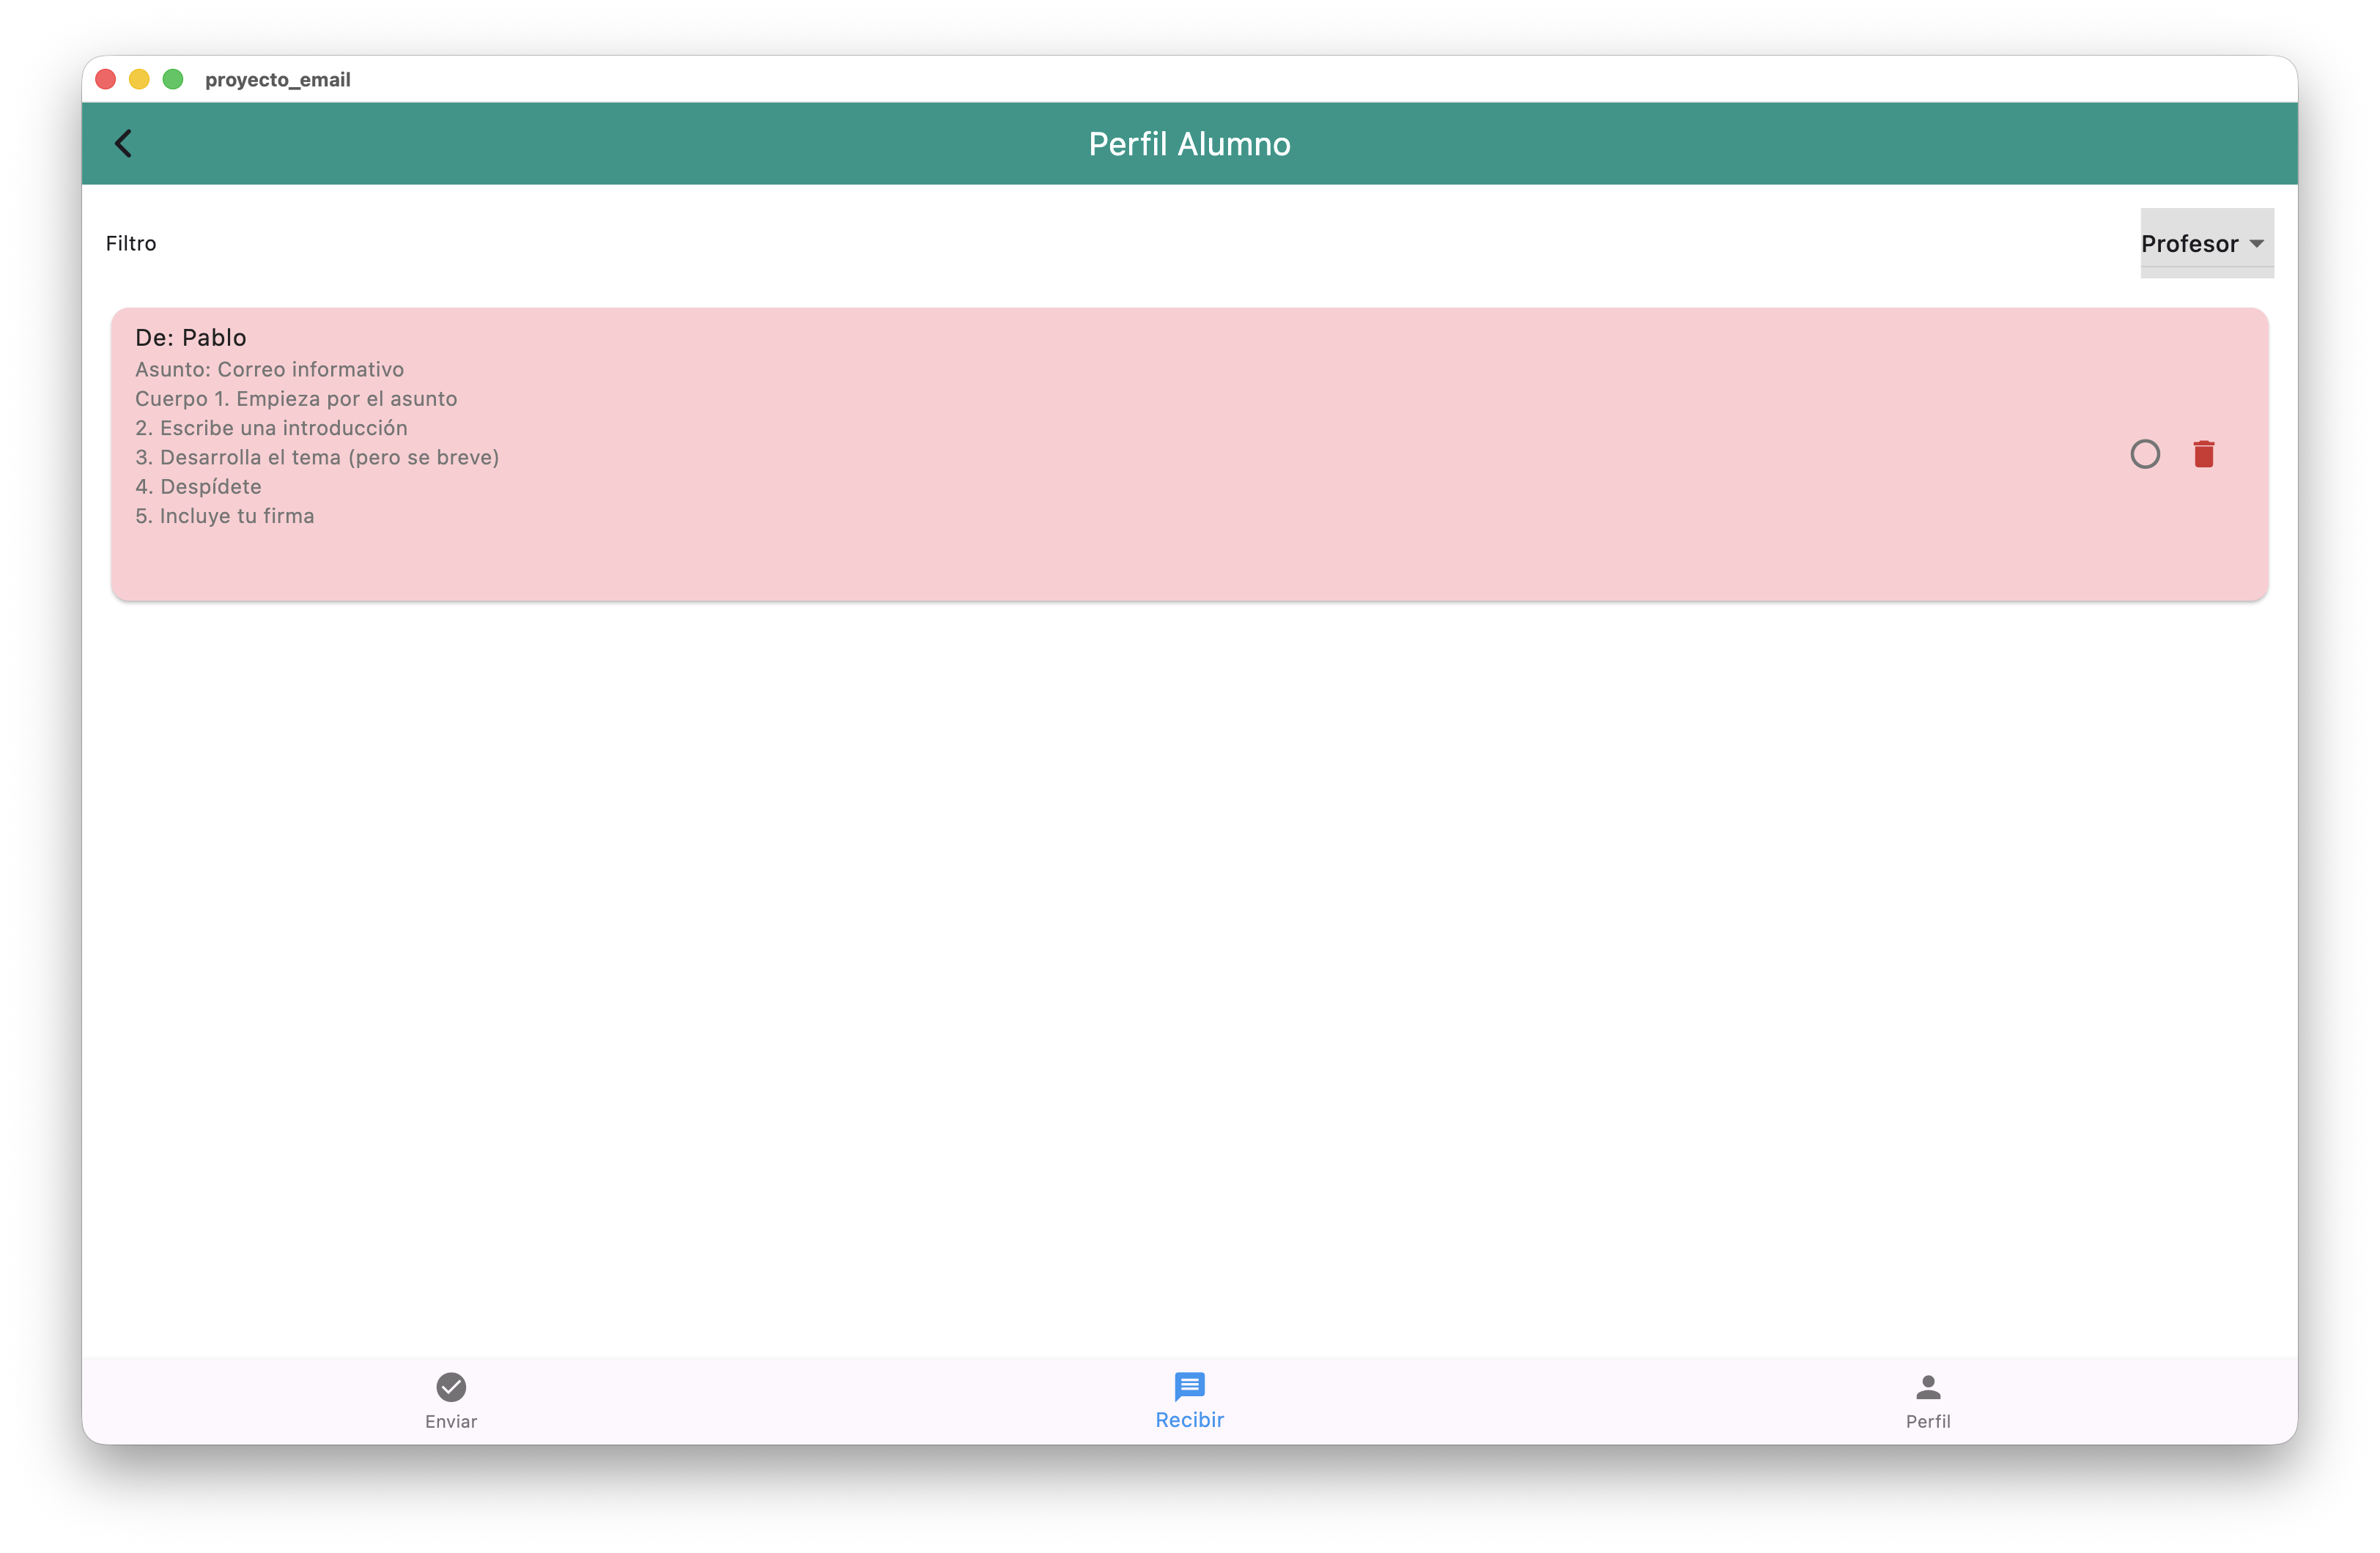 proyecto_email
Perfil Alumno
Filtro
Profesor
De: Pablo
Asunto: Correo informativo
Cuerpo 1. Empieza por el asunto
2. Escribe una introducción
3. Desarrolla el tema (pero se breve)
4. Despídete
5. Incluye tu firma
Enviar
Recibir
Perfil